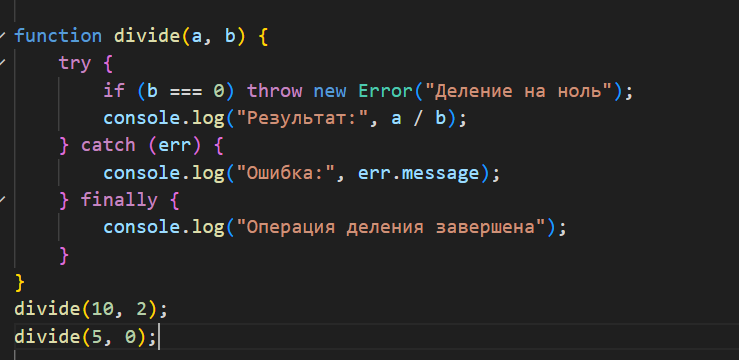 function divide(a, b) {
    try {
        if (b === 0) throw new Error("Деление на ноль");
        console.log("Результат:", a / b);
    } catch (err) {
        console.log("Ошибка:", err.message);
    } finally {
        console.log("Операция деления завершена");
    }
}
divide(10, 2);
divide(5, 0);